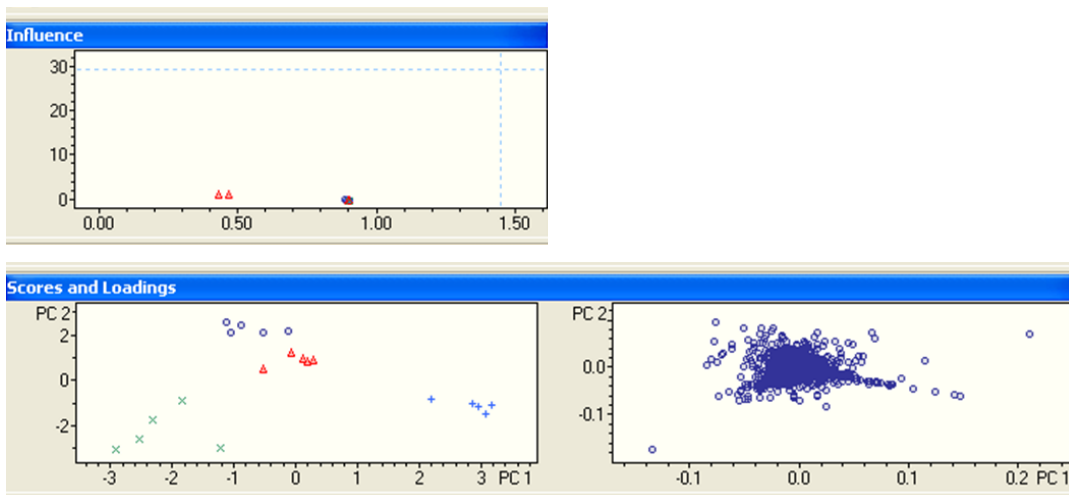 Influence
30
20
10
0
0.00 0.50 1.00 1.50
Scores and Loadings
PC 2
2
0
-2
-3 -2 -1 0 1 2 3 PC 1
PC 2
0.0
-0.1
-0.1 0.0 0.1 0.2 PC 1